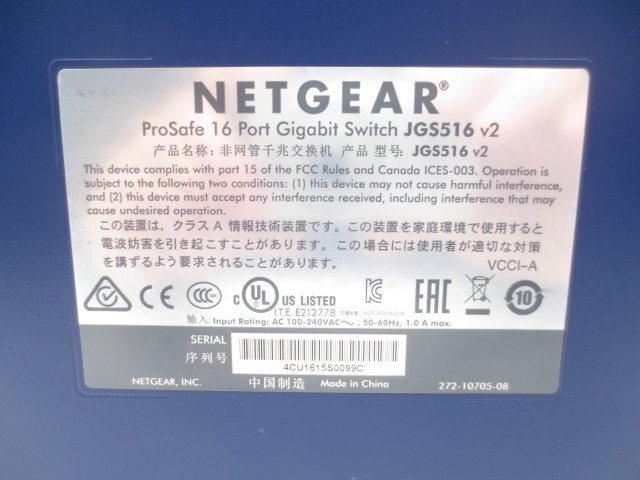 NETGEAR®
ProSafe 16 Port Gigabit Switch JGS516 v2
产品名称：非网管千兆交换机 产品 型号：JGS516 v2
This device complies with part 15 of the FCC Rules and Canada ICES-003. Operation is
subject to the following two conditions: (1) this device may not cause harmful interference,
and (2) this device must accept any interference received, including interference that may
cause undesired operation.
この装置は、クラス A 情報技術装置です。この装置を家庭環境で使用すると
電波妨害を引き起こすことがあります。この場合には使用者が適切な対策
を講ずるよう要求されることがあります。 VCCI-A
CE CCC c UL US LISTED EAC 10
I.T.E. E212778
输入：Input Rating: AC 100-240VAC～, 50-60Hz, 1.0 A max.
SERIAL
序列号
4CU1615S0099C
NETGEAR, INC. 中国制造 Made in China 272-10705-08